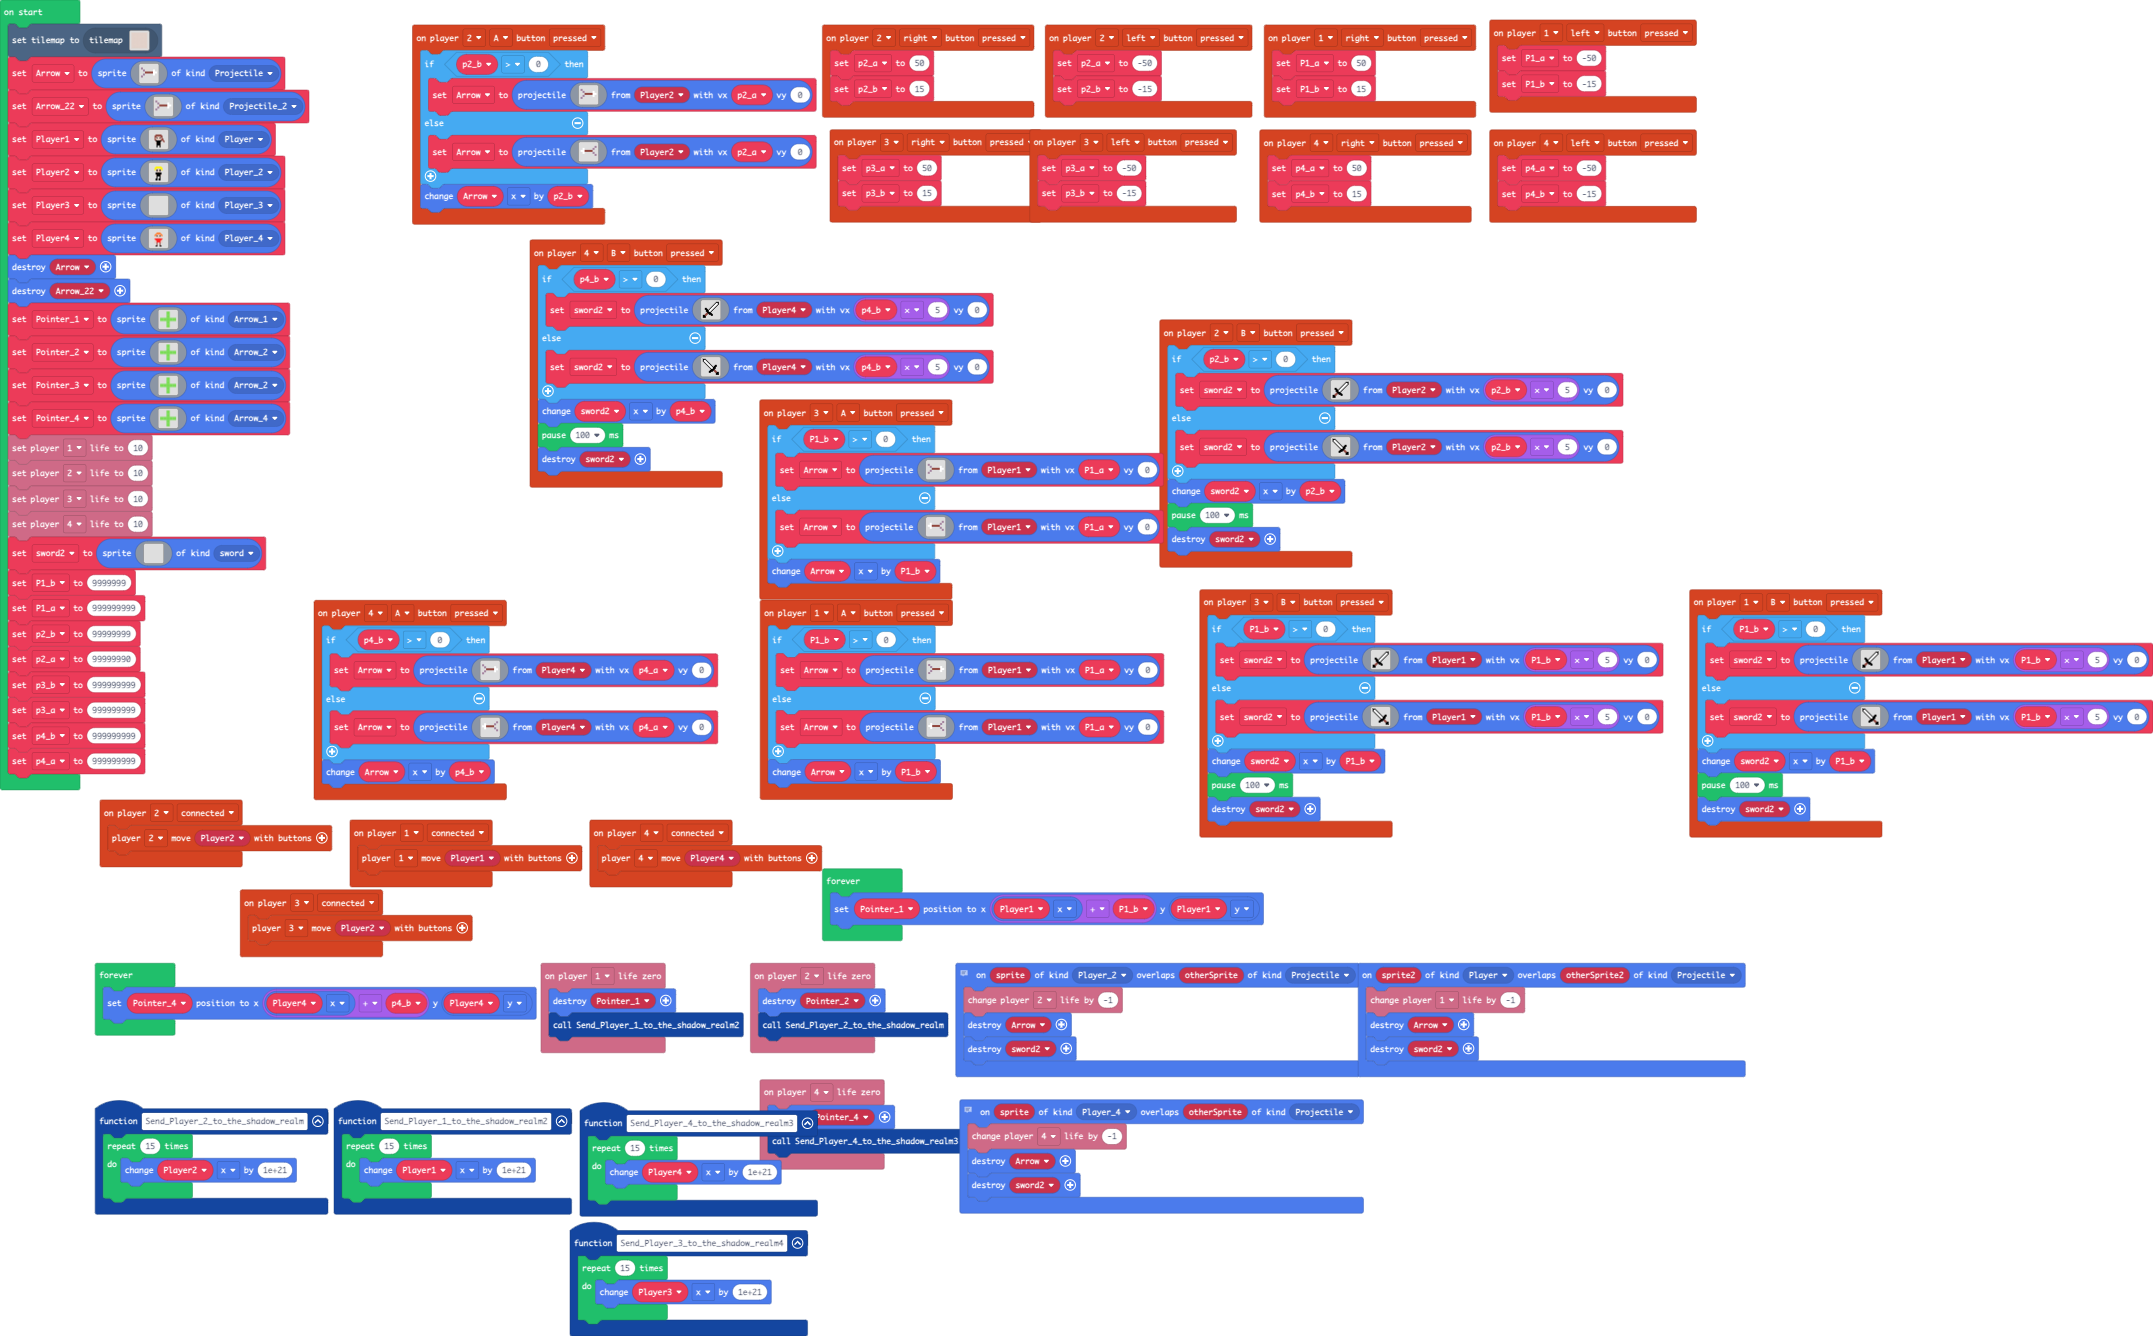 on start
set tilemap to tilemap
set Arrow to sprite of kind Projectile
set Arrow_22 to sprite of kind Projectile_2
set Player1 to sprite of kind Player
set Player2 to sprite of kind Player_2
set Player3 to sprite of kind Player_3
set Player4 to sprite of kind Player_4
destroy Arrow
destroy Arrow_22
set Pointer_1 to sprite of kind Arrow_1
set Pointer_2 to sprite of kind Arrow_2
set Pointer_3 to sprite of kind Arrow_2
set Pointer_4 to sprite of kind Arrow_4
set player 1 life to 10
set player 2 life to 10
set player 3 life to 10
set player 4 life to 10
set sword2 to sprite of kind sword
set P1_b to 9999999
set P1_a to 999999999
set p2_b to 99999999
set p2_a to 99999990
set p3_b to 999999999
set p3_a to 999999999
set p4_b to 999999999
set p4_a to 999999999
on player 2 A button pressed
if p2_b > 0 then
set Arrow to projectile from Player2 with vx p2_a vy 0
else
set Arrow to projectile from Player2 with vx p2_a vy 0
change Arrow x by p2_b
on player 2 right button pressed
set p2_a to 50
set p2_b to 15
on player 2 left button pressed
set p2_a to -50
set p2_b to -15
on player 1 right button pressed
set P1_a to 50
set P1_b to 15
on player 1 left button pressed
set P1_a to -50
set P1_b to -15
on player 3 right button pressed
set p3_a to 50
set p3_b to 15
on player 3 left button pressed
set p3_a to -50
set p3_b to -15
on player 4 right button pressed
set p4_a to 50
set p4_b to 15
on player 4 left button pressed
set p4_a to -50
set p4_b to -15
on player 4 B button pressed
if p4_b > 0 then
set sword2 to projectile from Player4 with vx p4_b x 5 vy 0
else
set sword2 to projectile from Player4 with vx p4_b x 5 vy 0
change sword2 x by p4_b
pause 100 ms
destroy sword2
on player 2 B button pressed
if p2_b > 0 then
set sword2 to projectile from Player2 with vx p2_b x 5 vy 0
else
set sword2 to projectile from Player2 with vx p2_b x 5 vy 0
change sword2 x by p2_b
pause 100 ms
destroy sword2
on player 3 A button pressed
if P1_b > 0 then
set Arrow to projectile from Player1 with vx P1_a vy 0
else
set Arrow to projectile from Player1 with vx P1_a vy 0
change Arrow x by P1_b
on player 4 A button pressed
if p4_b > 0 then
set Arrow to projectile from Player4 with vx p4_a vy 0
else
set Arrow to projectile from Player4 with vx p4_a vy 0
change Arrow x by p4_b
on player 1 A button pressed
if P1_b > 0 then
set Arrow to projectile from Player1 with vx P1_a vy 0
else
set Arrow to projectile from Player1 with vx P1_a vy 0
change Arrow x by P1_b
on player 3 B button pressed
if P1_b > 0 then
set sword2 to projectile from Player1 with vx P1_b x 5 vy 0
else
set sword2 to projectile from Player1 with vx P1_b x 5 vy 0
change sword2 x by P1_b
pause 100 ms
destroy sword2
on player 1 B button pressed
if P1_b > 0 then
set sword2 to projectile from Player1 with vx P1_b x 5 vy 0
else
set sword2 to projectile from Player1 with vx P1_b x 5 vy 0
change sword2 x by P1_b
pause 100 ms
destroy sword2
on player 2 connected
player 2 move Player2 with buttons
on player 1 connected
player 1 move Player1 with buttons
on player 4 connected
player 4 move Player4 with buttons
on player 3 connected
player 3 move Player2 with buttons
forever
set Pointer_1 position to x Player1 x + P1_b y Player1 y
forever
set Pointer_4 position to x Player4 x + p4_b y Player4 y
on player 1 life zero
destroy Pointer_1
call Send_Player_1_to_the_shadow_realm2
on player 2 life zero
destroy Pointer_2
call Send_Player_2_to_the_shadow_realm
on sprite of kind Player_2 overlaps otherSprite of kind Projectile
change player 2 life by -1
destroy Arrow
destroy sword2
on sprite2 of kind Player overlaps otherSprite2 of kind Projectile
change player 1 life by -1
destroy Arrow
destroy sword2
on player 4 life zero
Pointer_4
call Send_Player_4_to_the_shadow_realm3
on sprite of kind Player_4 overlaps otherSprite of kind Projectile
change player 4 life by -1
destroy Arrow
destroy sword2
function Send_Player_2_to_the_shadow_realm
repeat 15 times
do change Player2 x by 1e+21
function Send_Player_1_to_the_shadow_realm2
repeat 15 times
do change Player1 x by 1e+21
function Send_Player_4_to_the_shadow_realm3
repeat 15 times
do change Player4 x by 1e+21
function Send_Player_3_to_the_shadow_realm4
repeat 15 times
do change Player3 x by 1e+21